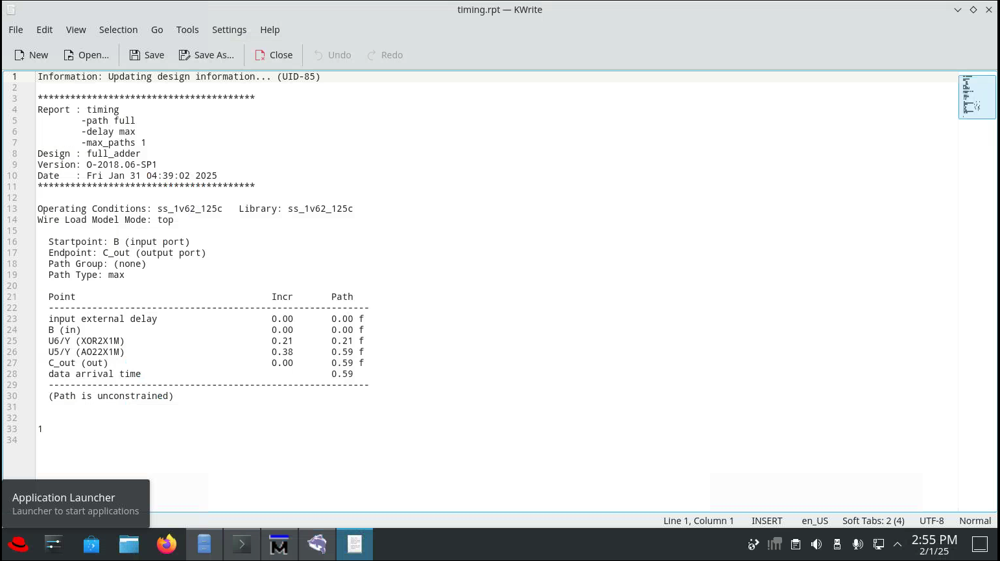 timing.rpt — KWrite
File Edit View Selection Go Tools Settings Help
New Open... Save Save As... Close Undo Redo
1 Information: Updating design information... (UID-85)
2
3 ****************************************
4 Report : timing
5         -path full
6         -delay max
7         -max_paths 1
8 Design : full_adder
9 Version: O-2018.06-SP1
10 Date   : Fri Jan 31 04:39:02 2025
11 ****************************************
12
13 Operating Conditions: ss_1v62_125c   Library: ss_1v62_125c
14 Wire Load Model Mode: top
15
16   Startpoint: B (input port)
17   Endpoint: C_out (output port)
18   Path Group: (none)
19   Path Type: max
20
21   Point                                    Incr       Path
22   -----------------------------------------------------------
23   input external delay                     0.00       0.00 f
24   B (in)                                   0.00       0.00 f
25   U6/Y (XOR2X1M)                           0.21       0.21 f
26   U5/Y (AO22X1M)                           0.38       0.59 f
27   C_out (out)                              0.00       0.59 f
28   data arrival time                                   0.59
29   -----------------------------------------------------------
30   (Path is unconstrained)
31
32
33 1
34
Application Launcher
Launcher to start applications
Line 1, Column 1 INSERT en_US Soft Tabs: 2 (4) UTF-8 Normal
2:55 PM
2/1/25